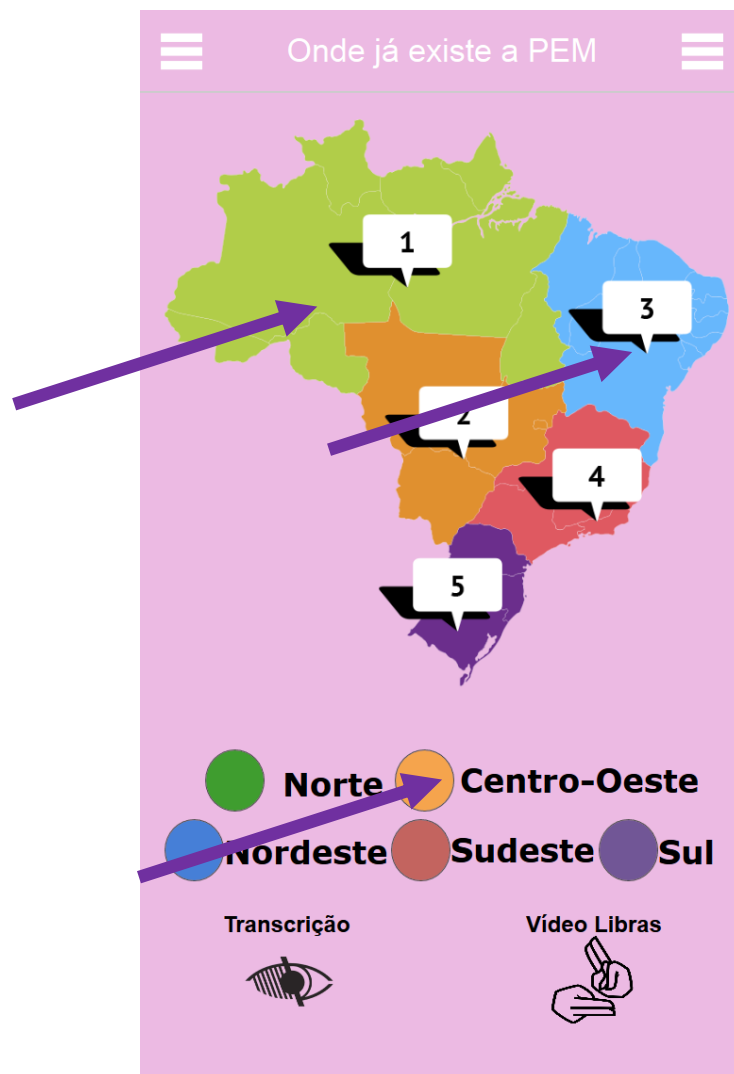 Onde já existe a PEM
1
3
2
4
5
Norte Centro-Oeste
Nordeste Sudeste Sul
Transcrição Vídeo Libras